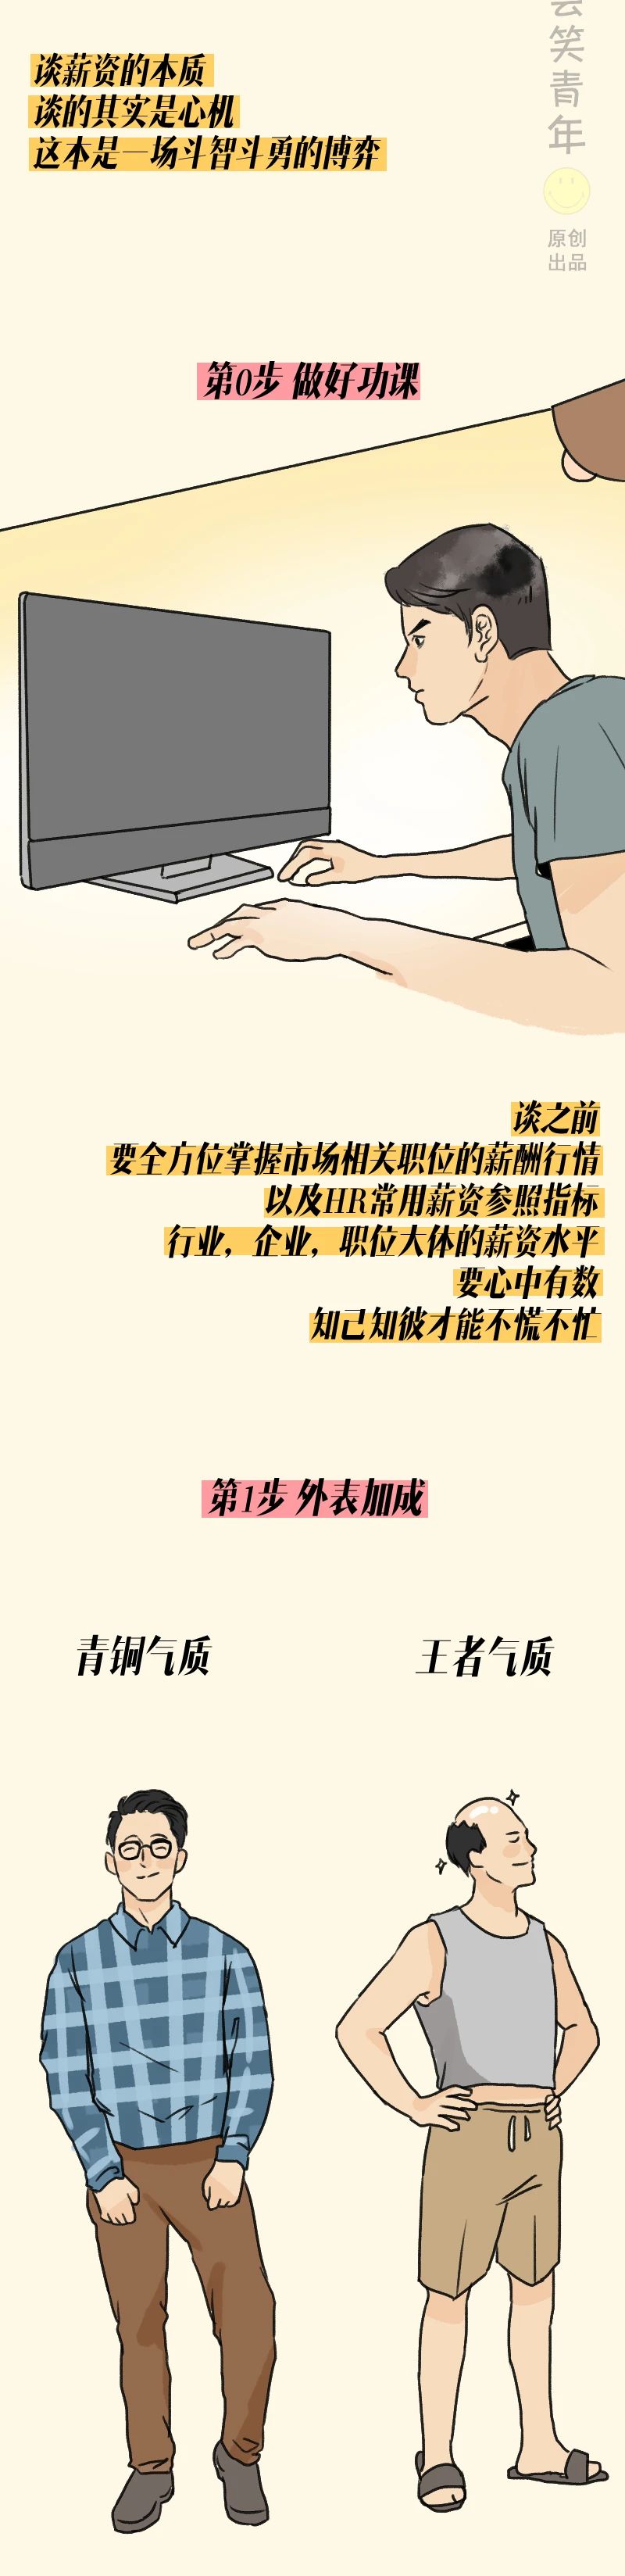 谈薪资的本质
谈的其实是心机
这本是一场斗智斗勇的博弈
笑青年
原创
出品
第0步 做好功课
谈之前
要全方位掌握市场相关职位的薪酬行情
以及HR常用薪资参照指标
行业，企业，职位大体的薪资水平
要心中有数
知己知彼才能不慌不忙
第1步 外表加成
青铜气质
王者气质